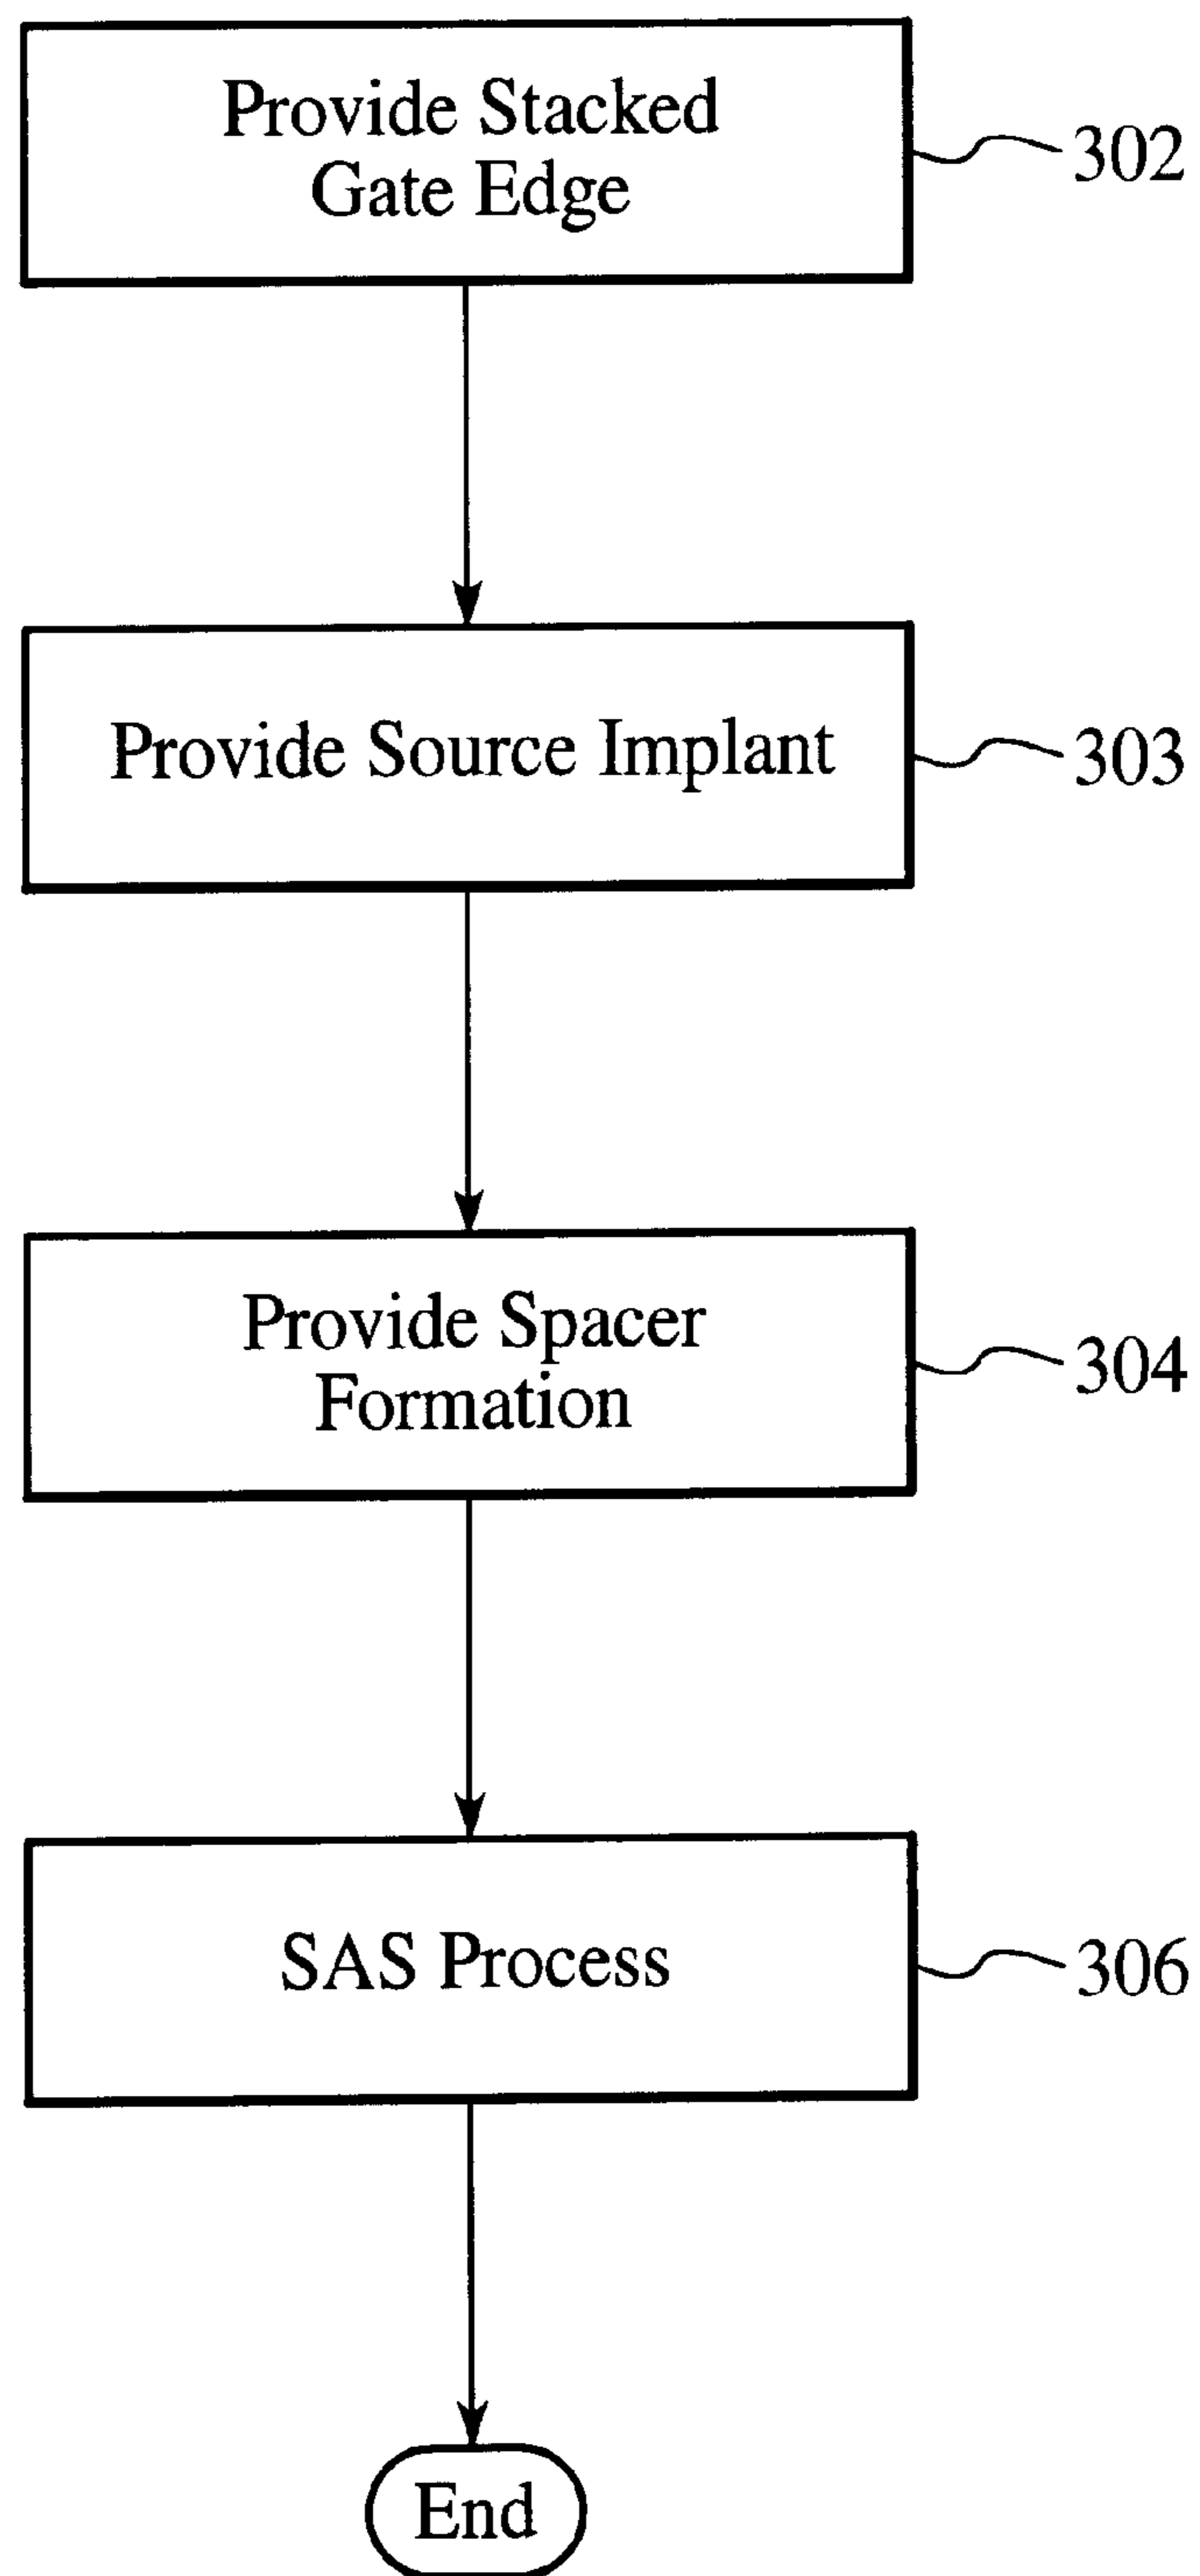 Provide Stacked
Gate Edge
302
Provide Source Implant
303
Provide Spacer
Formation
304
SAS Process
306
End